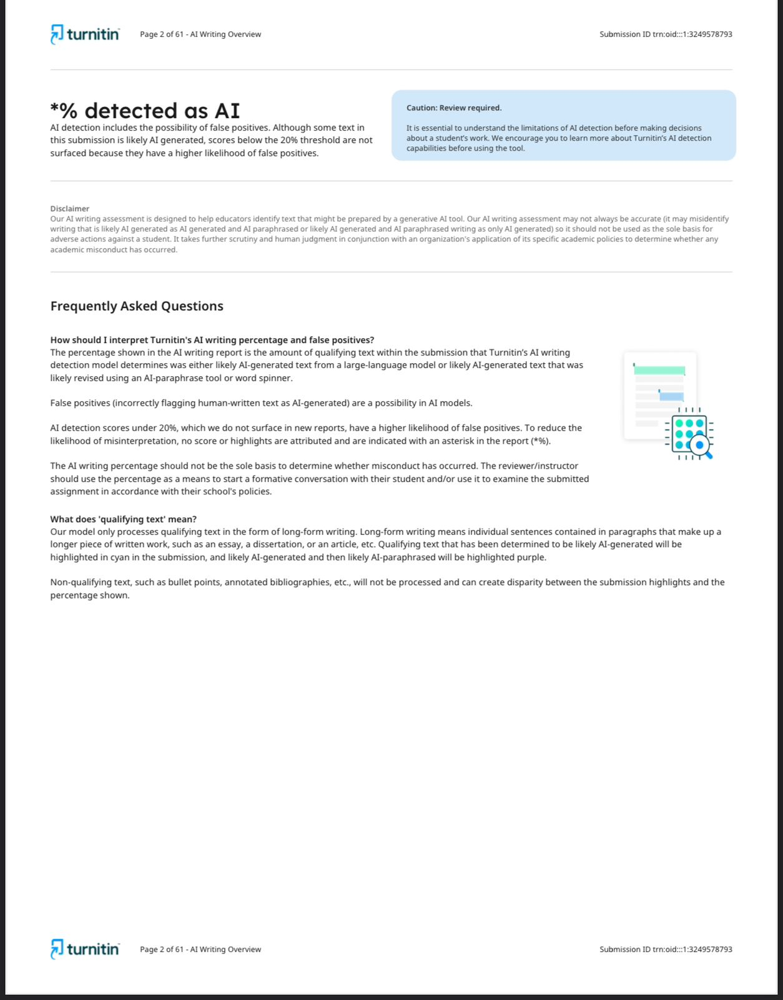 turnitin Page 2 of 61 - AI Writing Overview Submission ID trn:oid:::1:3249578793
*% detected as AI
AI detection includes the possibility of false positives. Although some text in
this submission is likely AI generated, scores below the 20% threshold are not
surfaced because they have a higher likelihood of false positives.
Caution: Review required.
It is essential to understand the limitations of AI detection before making decisions
about a student’s work. We encourage you to learn more about Turnitin’s AI detection
capabilities before using the tool.
Disclaimer
Our AI writing assessment is designed to help educators identify text that might be prepared by a generative AI tool. Our AI writing assessment may not always be accurate (it may misidentify
writing that is likely AI generated as AI generated and AI paraphrased or likely AI generated and AI paraphrased writing as only AI generated) so it should not be used as the sole basis for
adverse actions against a student. It takes further scrutiny and human judgment in conjunction with an organization's application of its specific academic policies to determine whether any
academic misconduct has occurred.
Frequently Asked Questions
How should I interpret Turnitin's AI writing percentage and false positives?
The percentage shown in the AI writing report is the amount of qualifying text within the submission that Turnitin’s AI writing
detection model determines was either likely AI-generated text from a large-language model or likely AI-generated text that was
likely revised using an AI-paraphrase tool or word spinner.
False positives (incorrectly flagging human-written text as AI-generated) are a possibility in AI models.
AI detection scores under 20%, which we do not surface in new reports, have a higher likelihood of false positives. To reduce the
likelihood of misinterpretation, no score or highlights are attributed and are indicated with an asterisk in the report (*%).
The AI writing percentage should not be the sole basis to determine whether misconduct has occurred. The reviewer/instructor
should use the percentage as a means to start a formative conversation with their student and/or use it to examine the submitted
assignment in accordance with their school's policies.
What does 'qualifying text' mean?
Our model only processes qualifying text in the form of long-form writing. Long-form writing means individual sentences contained in paragraphs that make up a
longer piece of written work, such as an essay, a dissertation, or an article, etc. Qualifying text that has been determined to be likely AI-generated will be
highlighted in cyan in the submission, and likely AI-generated and then likely AI-paraphrased will be highlighted purple.
Non-qualifying text, such as bullet points, annotated bibliographies, etc., will not be processed and can create disparity between the submission highlights and the
percentage shown.
turnitin Page 2 of 61 - AI Writing Overview Submission ID trn:oid:::1:3249578793